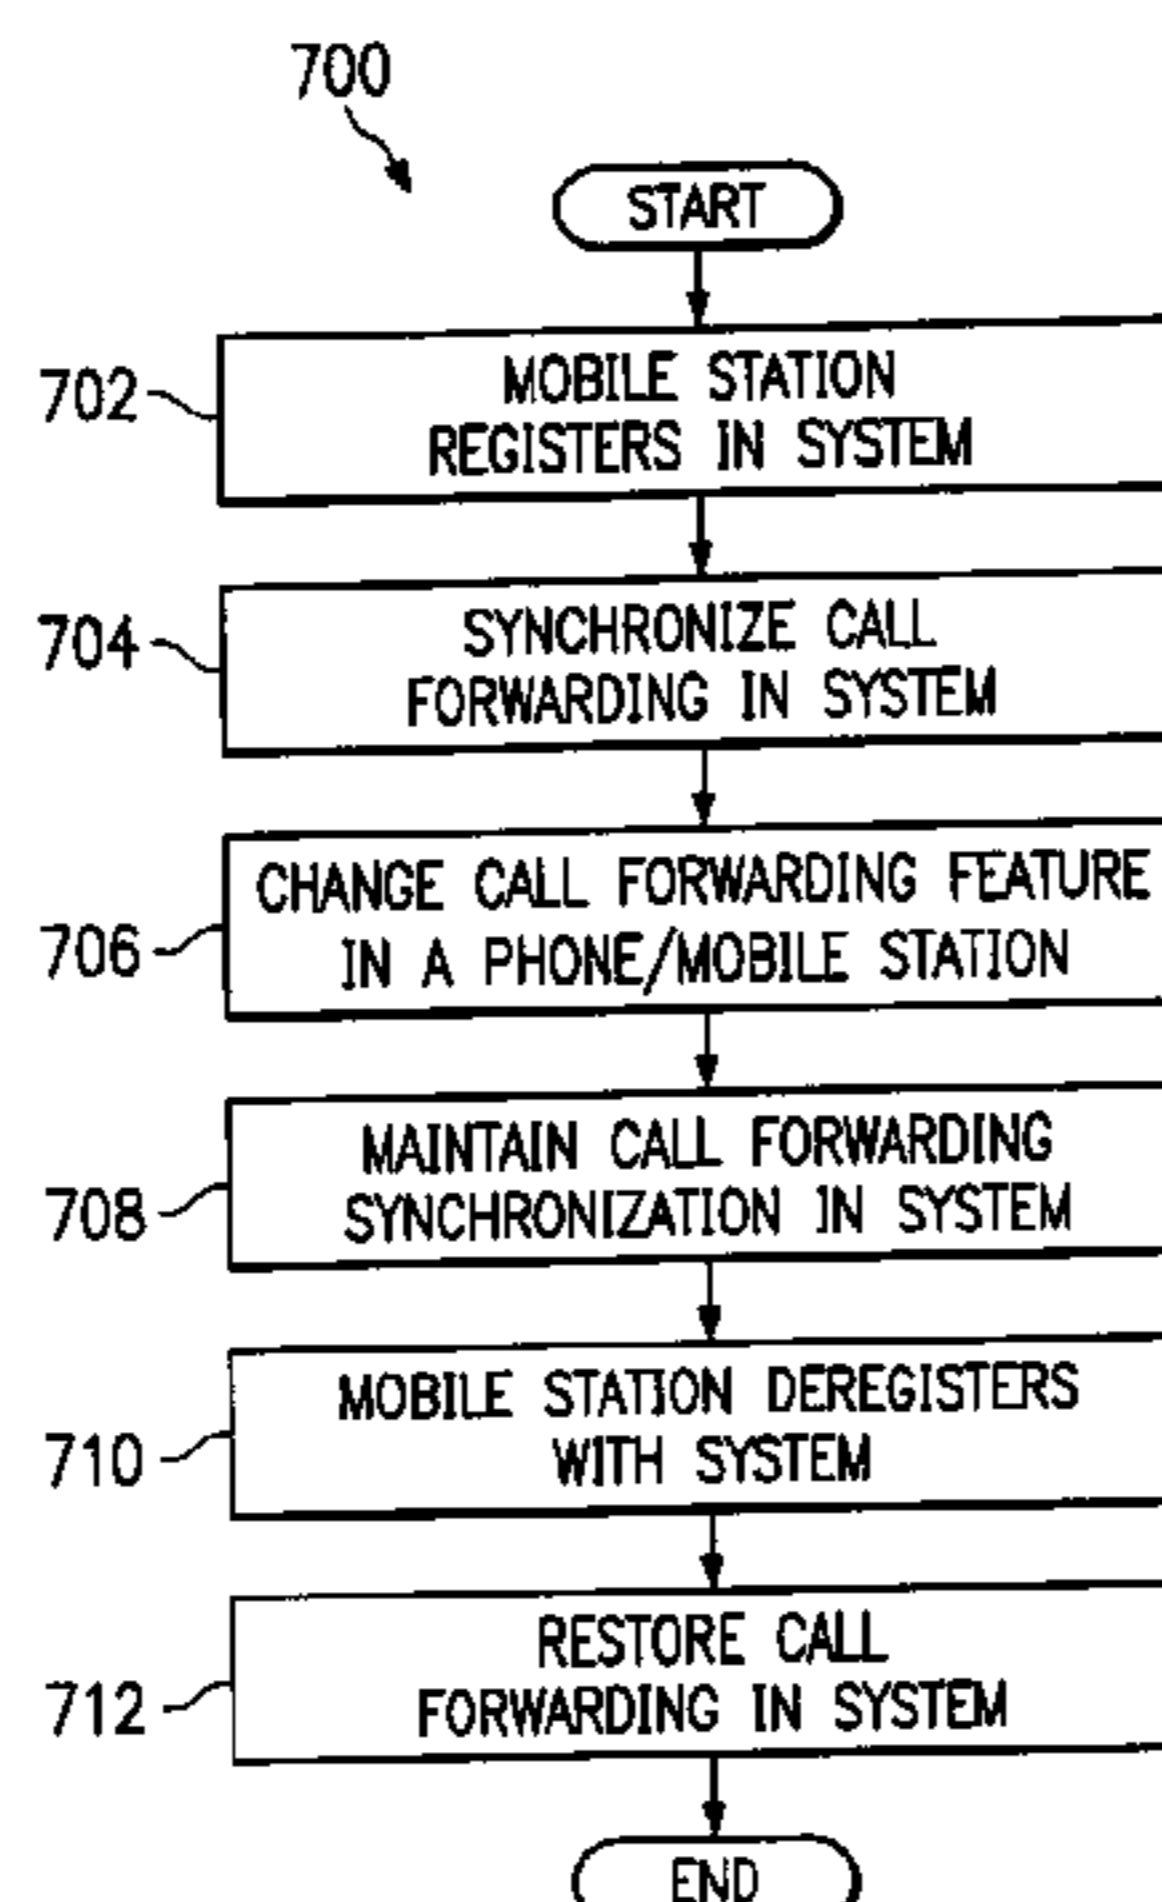 700
START
702
MOBILE STATION
REGISTERS IN SYSTEM
704
SYNCHRONIZE CALL
FORWARDING IN SYSTEM
706
CHANGE CALL FORWARDING FEATURE
IN A PHONE/MOBILE STATION
708
MAINTAIN CALL FORWARDING
SYNCHRONIZATION IN SYSTEM
710
MOBILE STATION DEREGISTERS
WITH SYSTEM
712
RESTORE CALL
FORWARDING IN SYSTEM
END